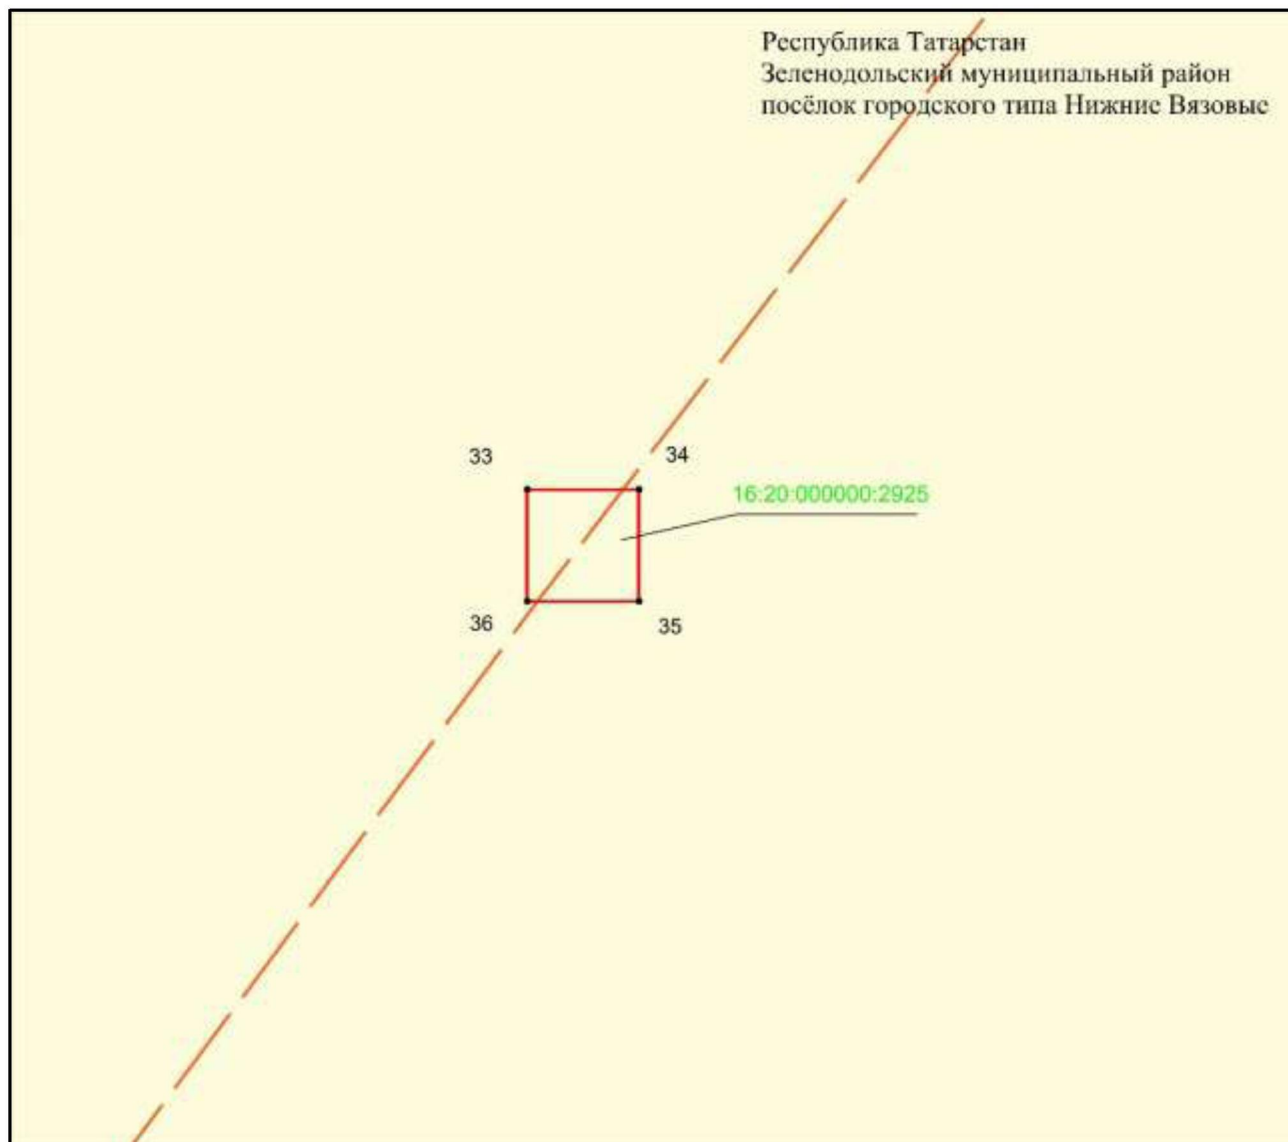 Республика Татарстан
Зеленодольский муниципальный район
посёлок городского типа Нижние Вязовые
33
34
16:20:000000:2925
36
35